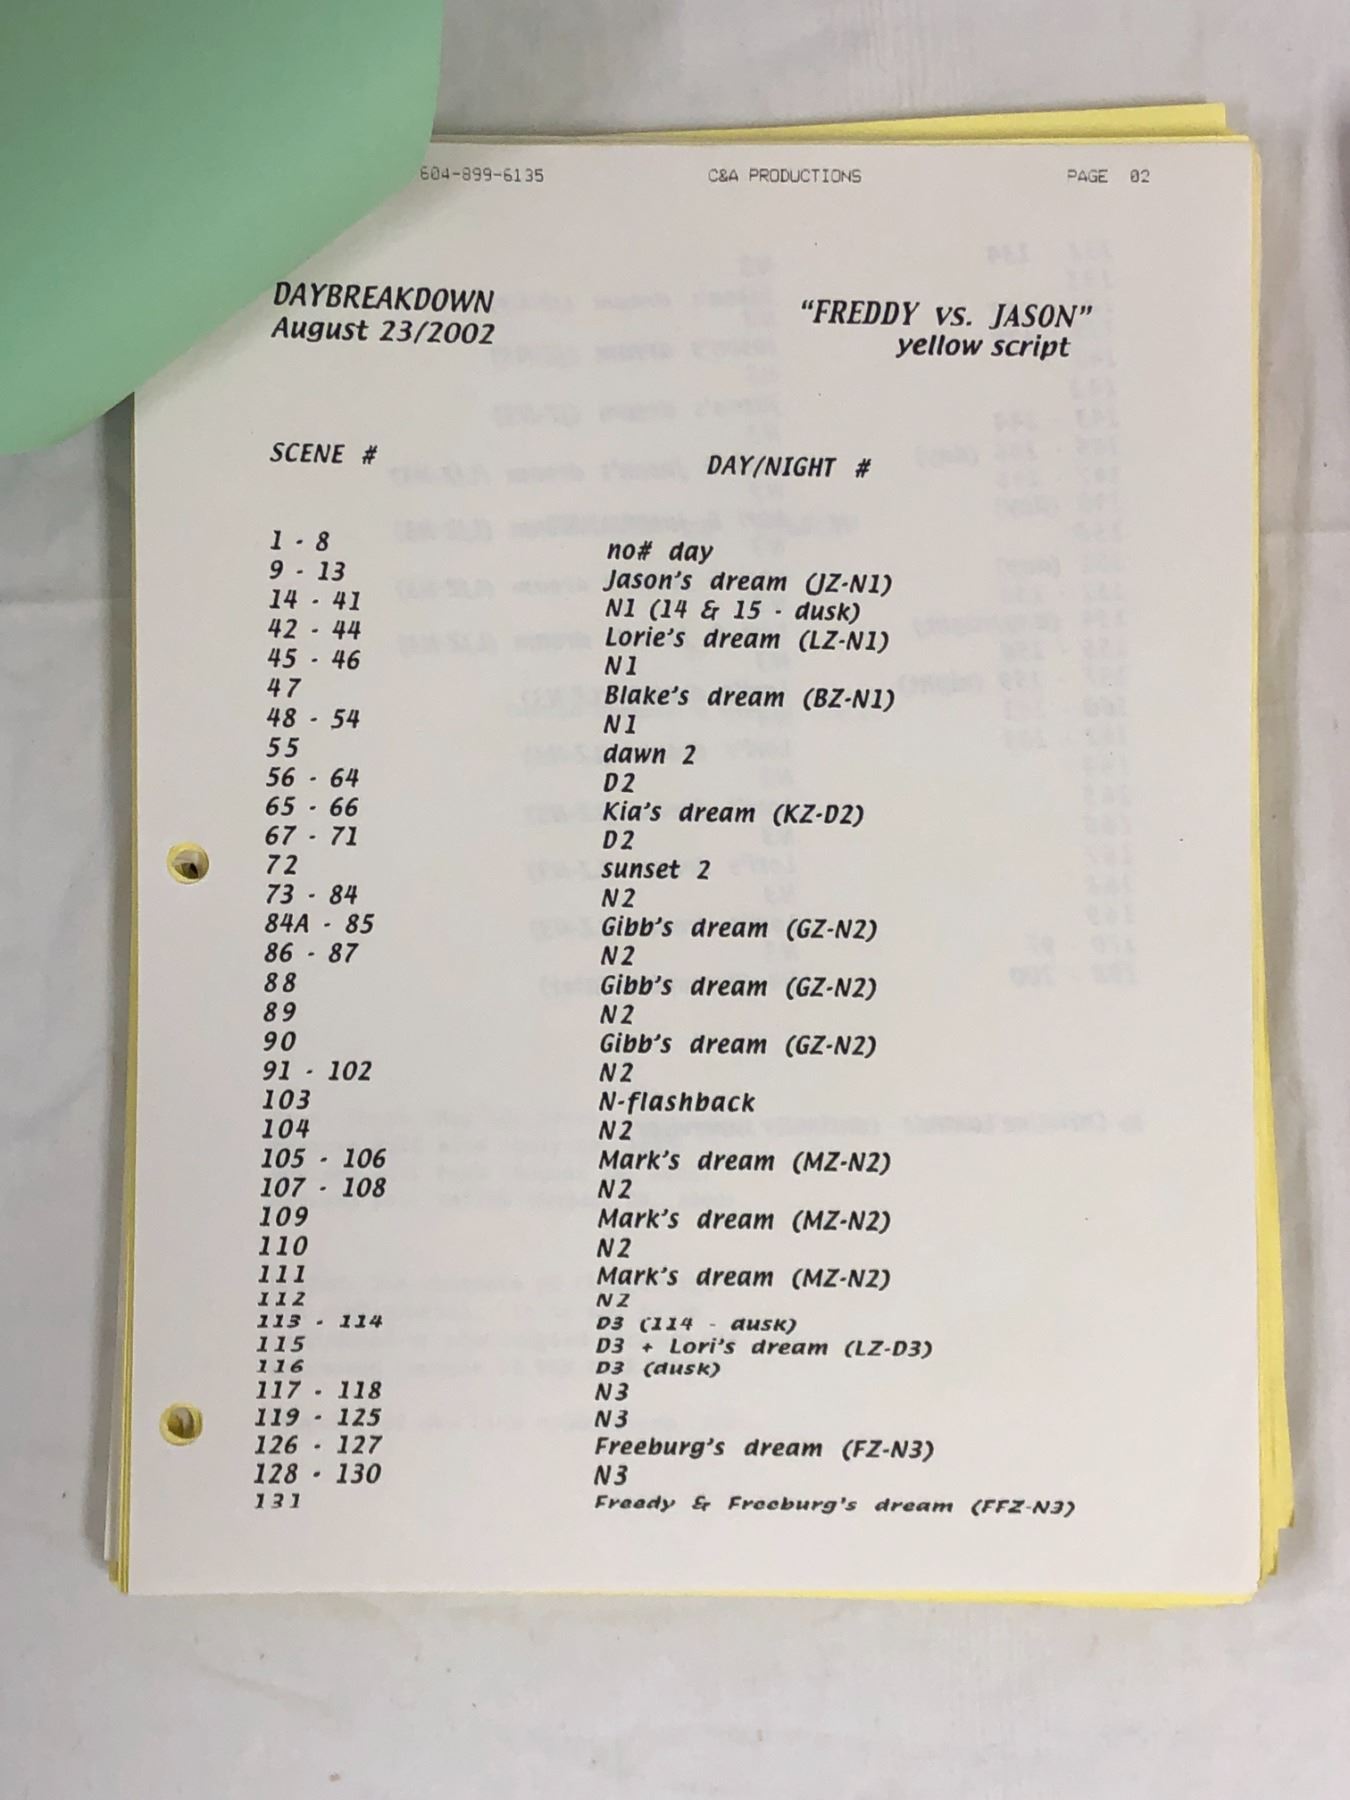 604-899-6135 C&A PRODUCTIONS PAGE 02
DAYBREAKDOWN "FREDDY vs. JASON"
August 23/2002 yellow script
SCENE # DAY/NIGHT #
1 - 8 no# day
9 - 13 Jason's dream (JZ-N1)
14 - 41 N1 (14 & 15 - dusk)
42 - 44 Lorie's dream (LZ-N1)
45 - 46 N1
47 Blake's dream (BZ-N1)
48 - 54 N1
55 dawn 2
56 - 64 D2
65 - 66 Kia's dream (KZ-D2)
67 - 71 D2
72 sunset 2
73 - 84 N2
84A - 85 Gibb's dream (GZ-N2)
86 - 87 N2
88 Gibb's dream (GZ-N2)
89 N2
90 Gibb's dream (GZ-N2)
91 - 102 N2
103 N-flashback
104 N2
105 - 106 Mark's dream (MZ-N2)
107 - 108 N2
109 Mark's dream (MZ-N2)
110 N2
111 Mark's dream (MZ-N2)
112 N2
113 - 114 D3 (114 - dusk)
115 D3 + Lori's dream (LZ-D3)
116 D3 (dusk)
117 - 118 N3
119 - 125 N3
126 - 127 Freeburg's dream (FZ-N3)
128 - 130 N3
131 Freedy & Freeburg's dream (FFZ-N3)